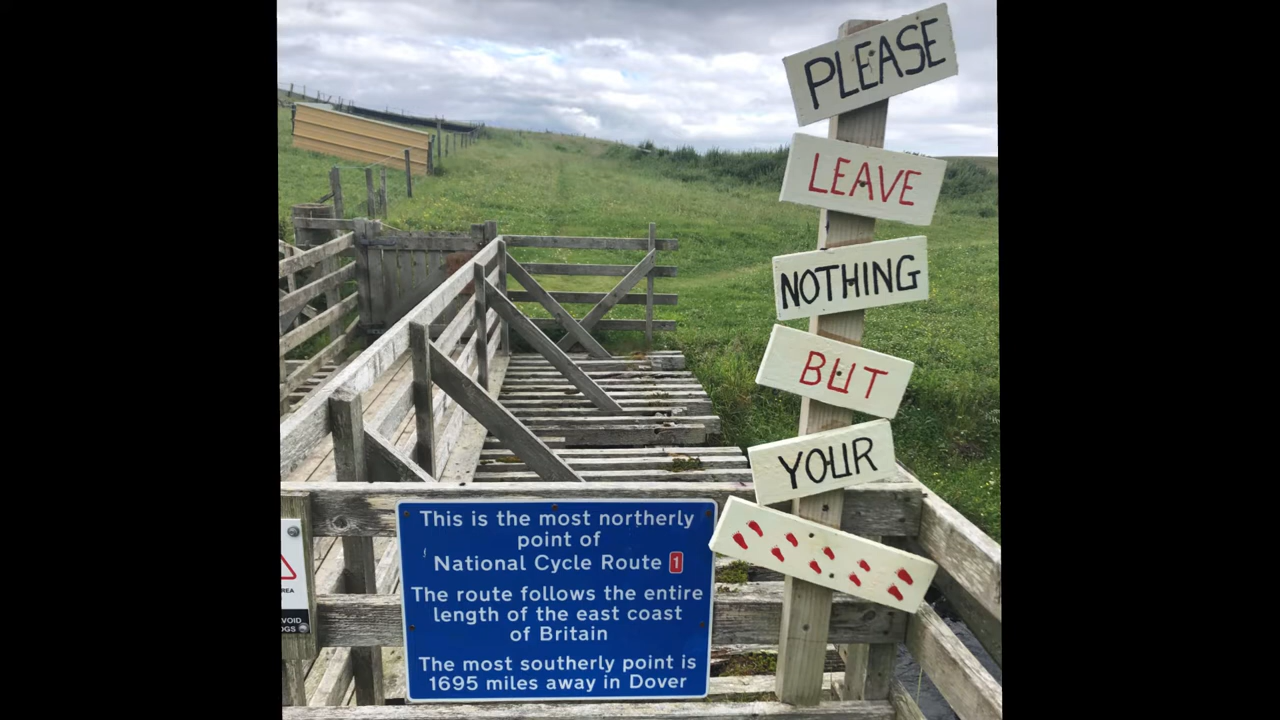 PLEASE
LEAVE
NOTHING
BUT
YOUR
This is the most northerly
point of
National Cycle Route 1
The route follows the entire
length of the east coast
of Britain
The most southerly point is
1695 miles away in Dover